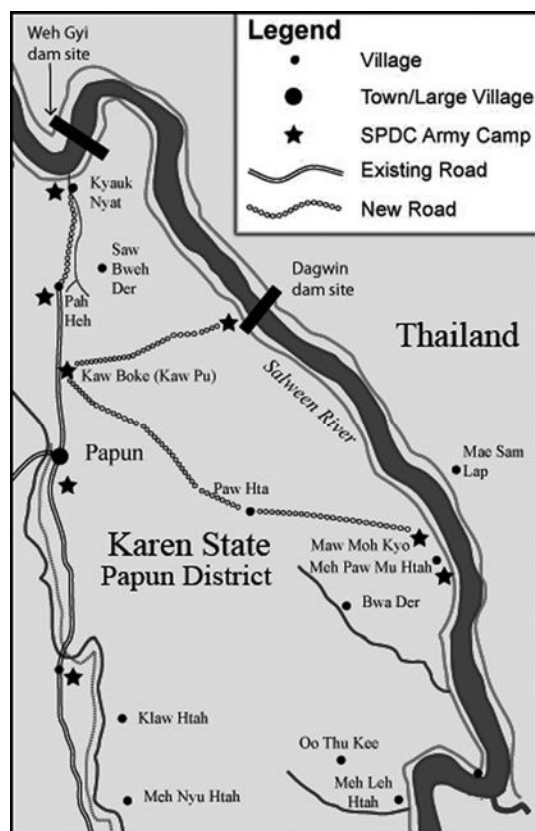 Weh Gyi
dam site
Legend
Village
Town/Large Village
SPDC Army Camp
Existing Road
New Road
Kyauk
Nyat
Saw
Bweh
Der
Pah
Heh
Dagwin
dam site
Thailand
Salween River
Kaw Boke (Kaw Pu)
Papun
Mae Sam
Lap
Paw Hta
Karen State
Papun District
Maw Moh Kyo
Meh Paw Mu Htah
Bwa Der
Klaw Htah
Oo Thu Kee
Meh Leh
Htah
Meh Nyu Htah